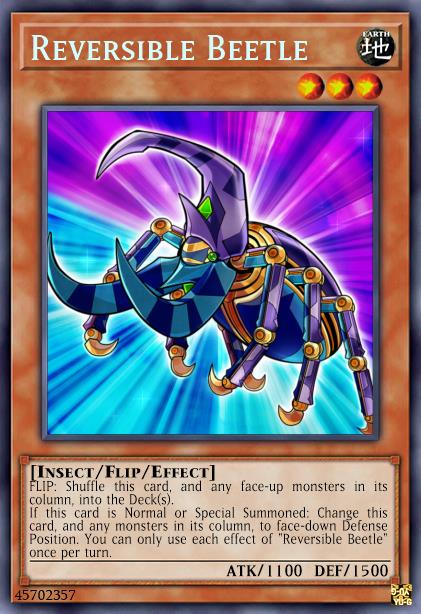 REVERSIBLE BEETLE
EARTH
地
[INSECT/FLIP/EFFECT]
FLIP: Shuffle this card, and any face-up monsters in its
column, into the Deck(s).
If this card is Normal or Special Summoned: Change this
card, and any monsters in its column, to face-down Defense
Position. You can only use each effect of "Reversible Beetle"
once per turn.
ATK/1100 DEF/1500
45702357